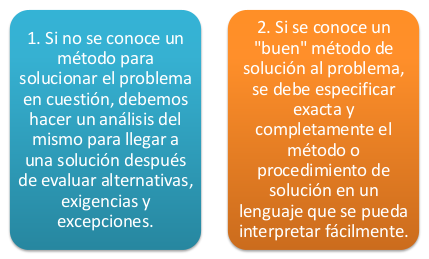 1. Si no se conoce un
método para
solucionar el problema
en cuestión, debemos
hacer un análisis del
mismo para llegar a
una solución después
de evaluar alternativas,
exigencias y
excepciones.
2. Si se conoce un
"buen" método de
solución al problema,
se debe especificar
exacta y
completamente el
método o
procedimiento de
solución en un
lenguaje que se pueda
interpretar fácilmente.